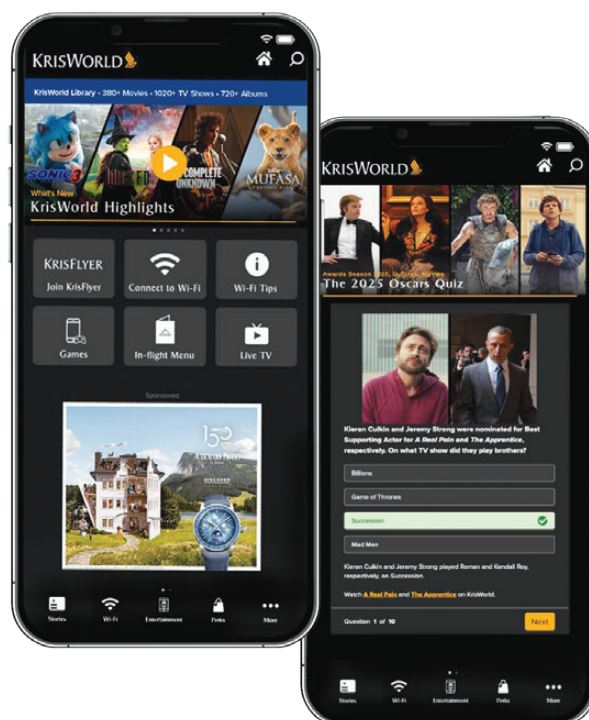 KRISWORLD
KrisWorld Library • 380+ Movies • 1020+ TV Shows • 720+ Albums
SONIC 3
WICKED
A COMPLETE
UNKNOWN
MUFASA
What's New
KrisWorld Highlights
KRISFLYER
Join KrisFlyer
Connect to Wi-Fi
Wi-Fi Tips
Games
In-flight Menu
Live TV
Sponsored
150
DISCOVER
Stories
Wi-Fi
Entertainment
Perks
More
KRISWORLD
Awards Season 2025, Quizzes, Movies
The 2025 Oscars Quiz
Kieran Culkin and Jeremy Strong were nominated for Best
Supporting Actor for A Real Pain and The Apprentice,
respectively. On what TV show did they play brothers?
Billions
Game of Thrones
Succession
Mad Men
Kieran Culkin and Jeremy Strong played Roman and Kendall Roy,
respectively, on Succession.
Watch A Real Pain and The Apprentice on KrisWorld.
Question 1 of 10
Next
Stories
Wi-Fi
Entertainment
Perks
More